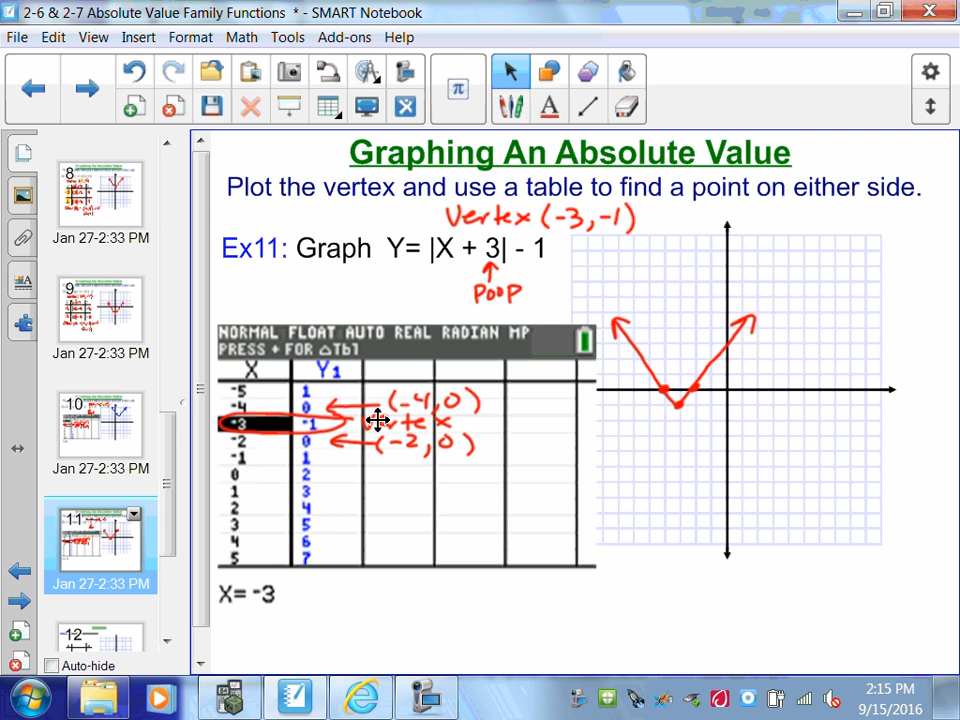 2-6 & 2-7 Absolute Value Family Functions * - SMART Notebook
File Edit View Insert Format Math Tools Add-ons Help
π
A
8
Jan 27-2:33 PM
9
Jan 27-2:33 PM
10
Jan 27-2:33 PM
11
Jan 27-2:33 PM
12
Auto-hide
Graphing An Absolute Value
Plot the vertex and use a table to find a point on either side.
Vertex (-3,-1)
Ex11: Graph Y= |X + 3| - 1
POOP
NORMAL FLOAT AUTO REAL RADIAN MP
PRESS + FOR △Tbl
X Y1
-5 1
-4 0 (-4,0)
-3 -1 Vertex
-2 0 (-2,0)
-1 1
0 2
1 3
2 4
3 5
4 6
5 7
X= -3
2:15 PM
9/15/2016